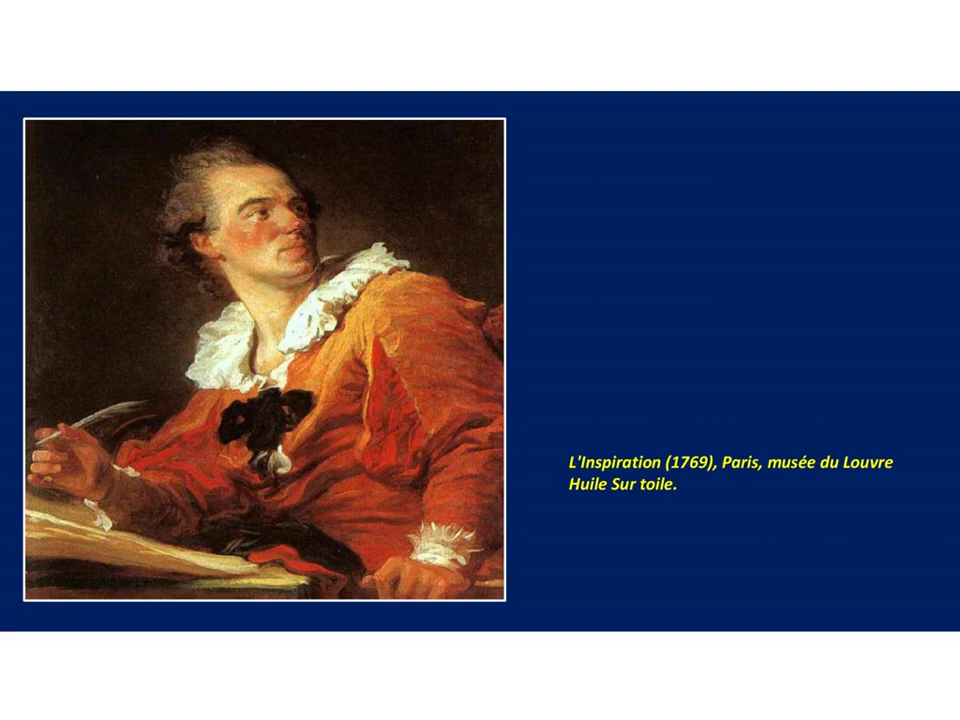 L'Inspiration (1769), Paris, musée du Louvre
Huile Sur toile.